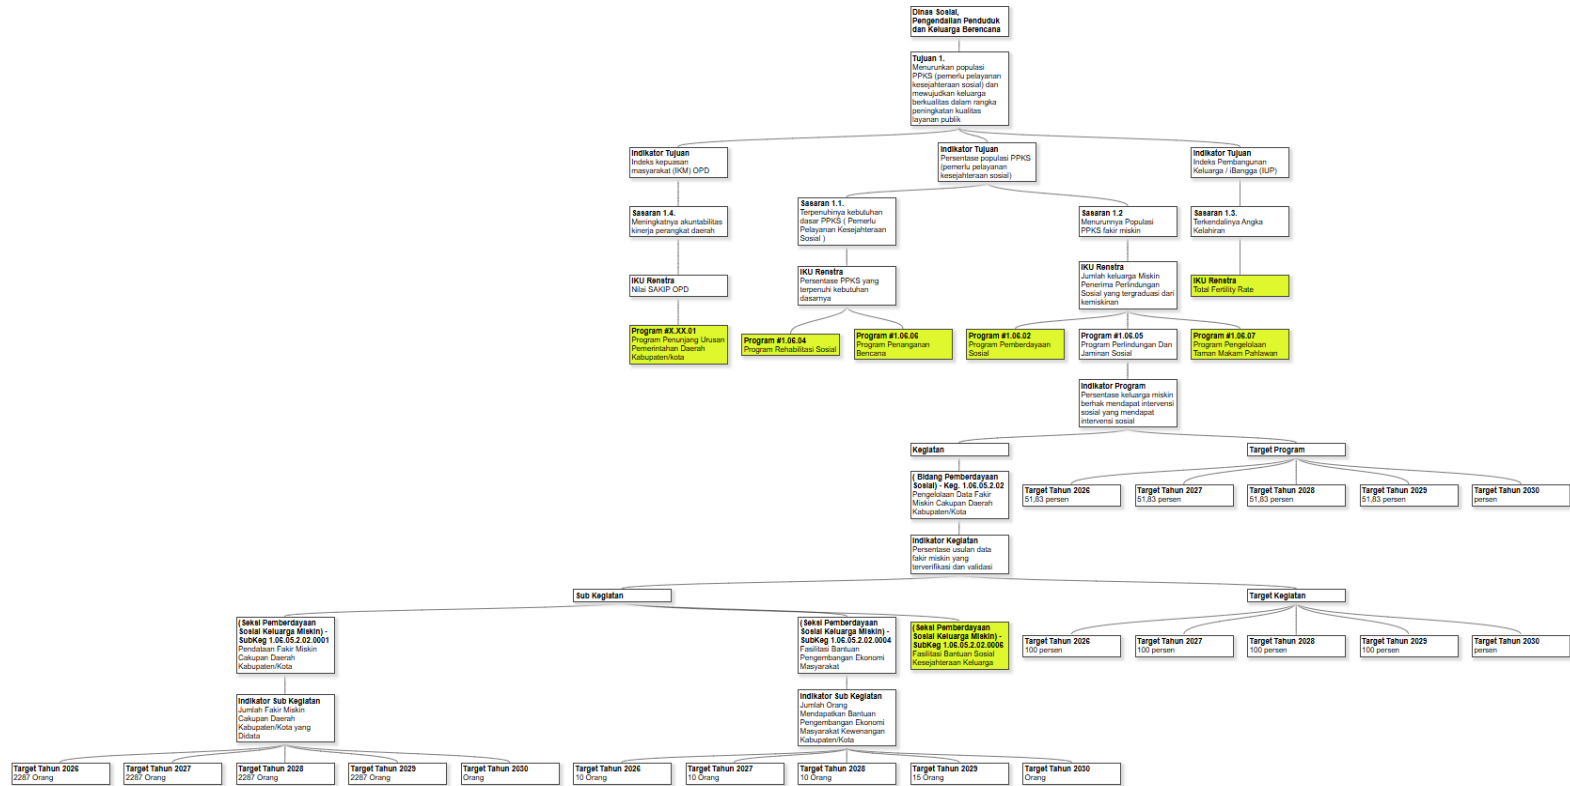 Dinas Sosial,
Pengendalian Penduduk
dan Keluarga Berencana
Tujuan 1.
Menurunkan populasi
PPKS (pemerlu pelayanan
kesejahteraan sosial) dan
mewujudkan keluarga
berkualitas dalam rangka
peningkatan kualitas
layanan publik
Indikator Tujuan
Indeks kepuasan
masyarakat (IKM) OPD
Indikator Tujuan
Persentase populasi PPKS
(pemerlu pelayanan
kesejahteraan sosial)
Indikator Tujuan
Indeks Pembangunan
Keluarga / iBangga (IUP)
Sasaran 1.4.
Meningkatnya akuntabilitas
kinerja perangkat daerah
Sasaran 1.1.
Terpenuhinya kebutuhan
dasar PPKS ( Pemerlu
Pelayanan Kesejahteraan
Sosial )
Sasaran 1.2
Menurunnya Populasi
PPKS fakir miskin
Sasaran 1.3.
Terkendalinya Angka
Kelahiran
IKU Renstra
Nilai SAKIP OPD
IKU Renstra
Persentase PPKS yang
terpenuhi kebutuhan
dasarnya
IKU Renstra
Jumlah keluarga Miskin
Penerima Perlindungan
Sosial yang tergraduasi dari
kemiskinan
IKU Renstra
Total Fertility Rate
Program #X.XX.01
Program Penunjang Urusan
Pemerintahan Daerah
Kabupaten/kota
Program #1.06.04
Program Rehabilitasi Sosial
Program #1.06.06
Program Penanganan
Bencana
Program #1.06.02
Program Pemberdayaan
Sosial
Program #1.06.05
Program Perlindungan Dan
Jaminan Sosial
Program #1.06.07
Program Pengelolaan
Taman Makam Pahlawan
Indikator Program
Persentase keluarga miskin
berhak mendapat intervensi
sosial yang mendapat
intervensi sosial
Kegiatan
Target Program
( Bidang Pemberdayaan
Sosial) - Keg. 1.06.05.2.02
Pengelolaan Data Fakir
Miskin Cakupan Daerah
Kabupaten/Kota
Target Tahun 2026
51,83 persen
Target Tahun 2027
51,83 persen
Target Tahun 2028
51,83 persen
Target Tahun 2029
51,83 persen
Target Tahun 2030
persen
Indikator Kegiatan
Persentase usulan data
fakir miskin yang
terverifikasi dan validasi
Sub Kegiatan
Target Kegiatan
( Seksi Pemberdayaan
Sosial Keluarga Miskin) -
SubKeg 1.06.05.2.02.0001
Pendataan Fakir Miskin
Cakupan Daerah
Kabupaten/Kota
( Seksi Pemberdayaan
Sosial Keluarga Miskin) -
SubKeg 1.06.05.2.02.0004
Fasilitasi Bantuan
Pengembangan Ekonomi
Masyarakat
( Seksi Pemberdayaan
Sosial Keluarga Miskin) -
SubKeg 1.06.05.2.02.0006
Fasilitasi Bantuan Sosial
Kesejahteraan Keluarga
Target Tahun 2026
100 persen
Target Tahun 2027
100 persen
Target Tahun 2028
100 persen
Target Tahun 2029
100 persen
Target Tahun 2030
persen
Indikator Sub Kegiatan
Jumlah Fakir Miskin
Cakupan Daerah
Kabupaten/Kota yang
Didata
Indikator Sub Kegiatan
Jumlah Orang
Mendapatkan Bantuan
Pengembangan Ekonomi
Masyarakat Kewenangan
Kabupaten/Kota
Target Tahun 2026
2287 Orang
Target Tahun 2027
2287 Orang
Target Tahun 2028
2287 Orang
Target Tahun 2029
2287 Orang
Target Tahun 2030
Orang
Target Tahun 2026
10 Orang
Target Tahun 2027
10 Orang
Target Tahun 2028
10 Orang
Target Tahun 2029
15 Orang
Target Tahun 2030
Orang